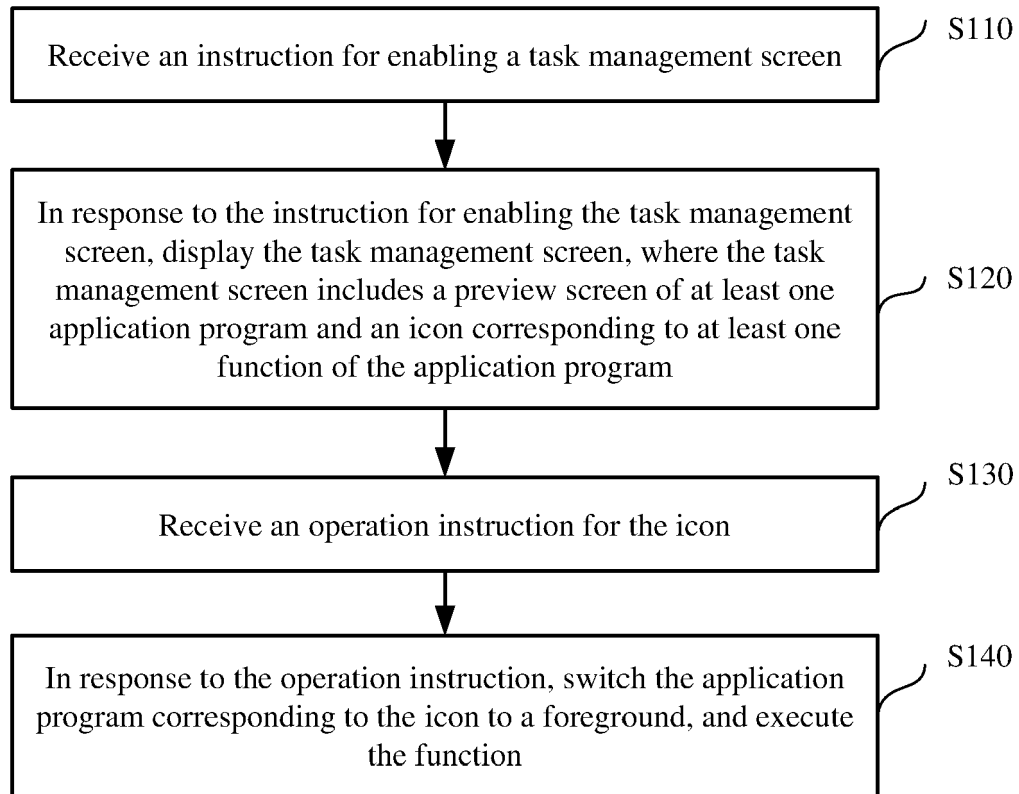 Receive an instruction for enabling a task management screen
S110
In response to the instruction for enabling the task management
screen, display the task management screen, where the task
management screen includes a preview screen of at least one
application program and an icon corresponding to at least one
function of the application program
S120
Receive an operation instruction for the icon
S130
In response to the operation instruction, switch the application
program corresponding to the icon to a foreground, and execute
the function
S140